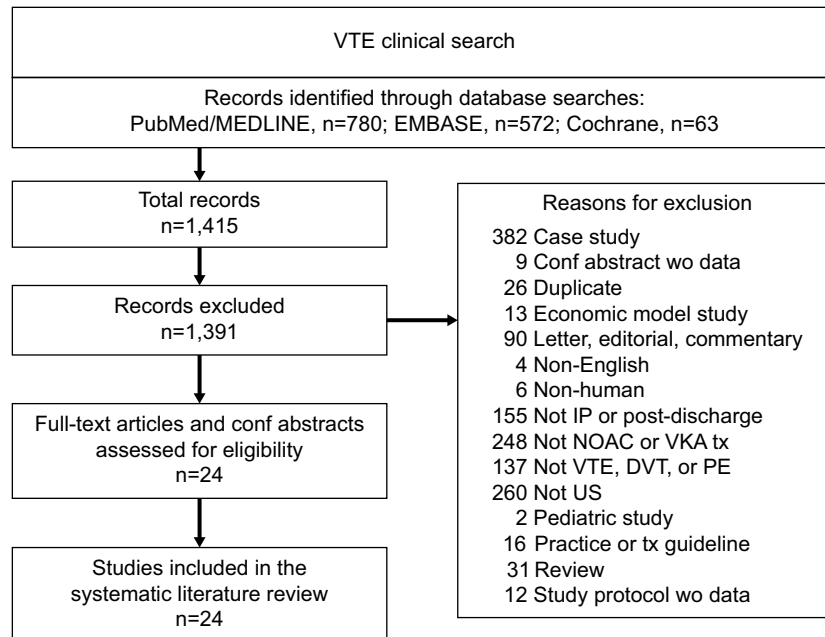 VTE clinical search
Records identified through database searches:
PubMed/MEDLINE, n=780; EMBASE, n=572; Cochrane, n=63
Total records
n=1,415
Records excluded
n=1,391
Full-text articles and conf abstracts
assessed for eligibility
n=24
Studies included in the
systematic literature review
n=24
Reasons for exclusion
382 Case study
9 Conf abstract wo data
26 Duplicate
13 Economic model study
90 Letter, editorial, commentary
4 Non-English
6 Non-human
155 Not IP or post-discharge
248 Not NOAC or VKA tx
137 Not VTE, DVT, or PE
260 Not US
2 Pediatric study
16 Practice or tx guideline
31 Review
12 Study protocol wo data